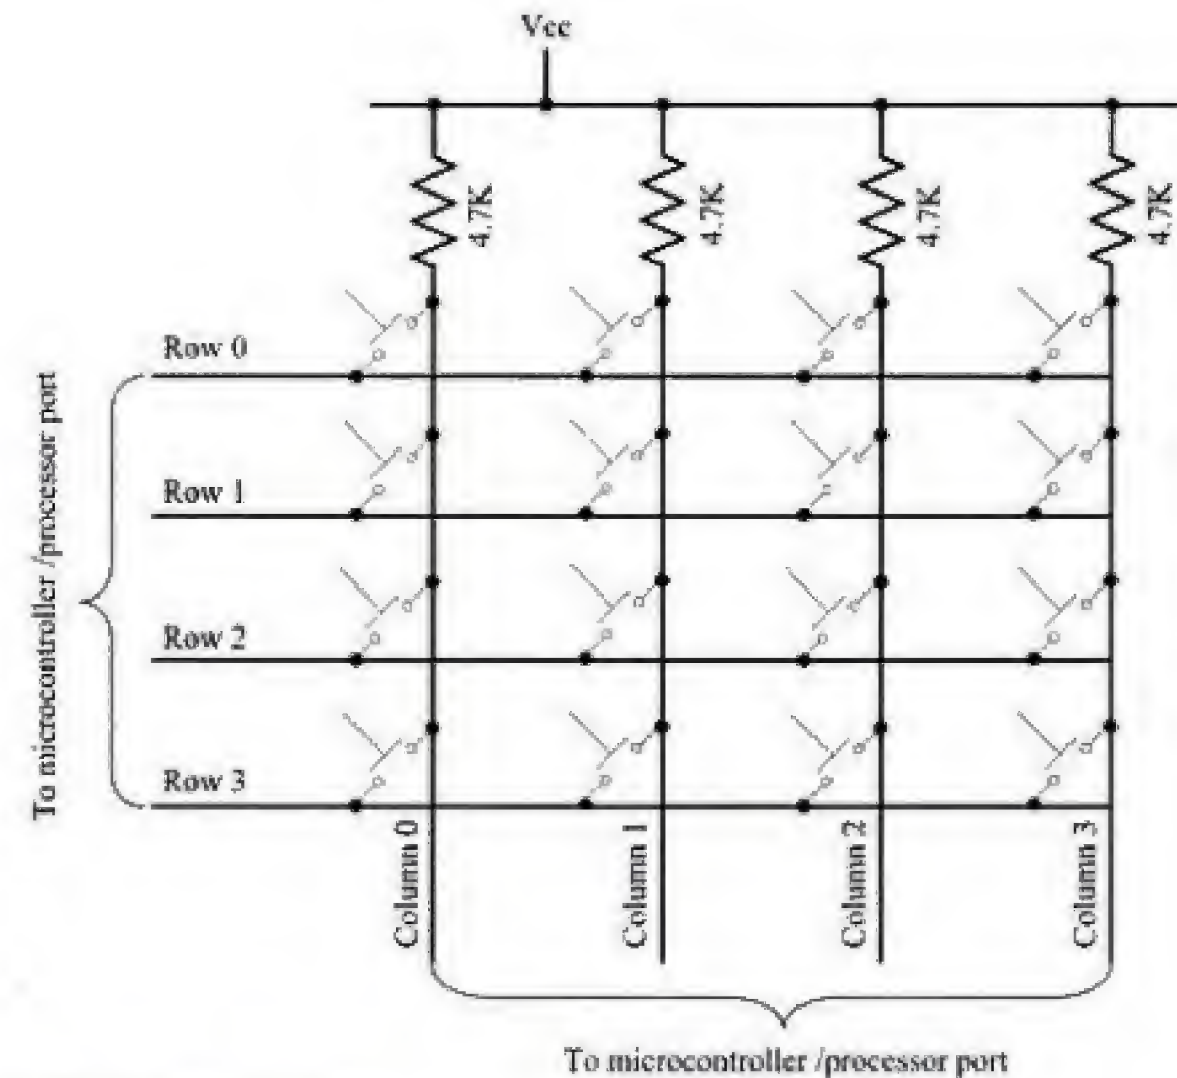 Vcc
4.7K
4.7K
4.7K
4.7K
Row 0
Row 1
Row 2
Row 3
To microcontroller /processor port
Column 0
Column 1
Column 2
Column 3
To microcontroller /processor port